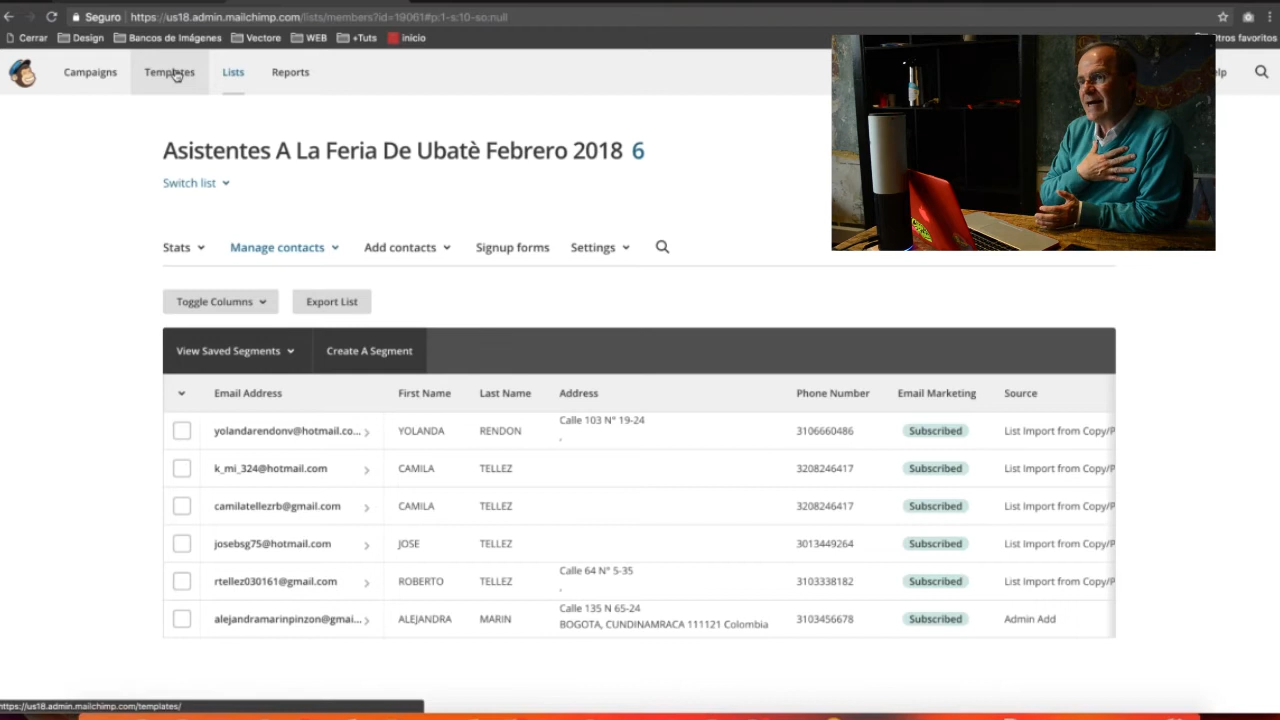 Seguro https://us18.admin.mailchimp.com/lists/members?id=19061#p:1-s:10-so:null
Cerrar Design Bancos de Imágenes Vectore WEB +Tuts inicio Otros favoritos
Campaigns Templates Lists Reports
Asistentes A La Feria De Ubatè Febrero 2018 6
Switch list
Stats Manage contacts Add contacts Signup forms Settings
Toggle Columns Export List
View Saved Segments Create A Segment
Email Address First Name Last Name Address Phone Number Email Marketing Source
yolandarendonv@hotmail.co... YOLANDA RENDON Calle 103 N° 19-24 , 3106660486 Subscribed List Import from Copy/P
k_mi_324@hotmail.com CAMILA TELLEZ 3208246417 Subscribed List Import from Copy/P
camilatellezrb@gmail.com CAMILA TELLEZ 3208246417 Subscribed List Import from Copy/P
josebsg75@hotmail.com JOSE TELLEZ 3013449264 Subscribed List Import from Copy/P
rtellez030161@gmail.com ROBERTO TELLEZ Calle 64 N° 5-35 , 3103338182 Subscribed List Import from Copy/P
alejandramarinpinzon@gmai... ALEJANDRA MARIN Calle 135 N 65-24 3103456678 Subscribed Admin Add
BOGOTA, CUNDINAMRACA 111121 Colombia
https://us18.admin.mailchimp.com/templates/